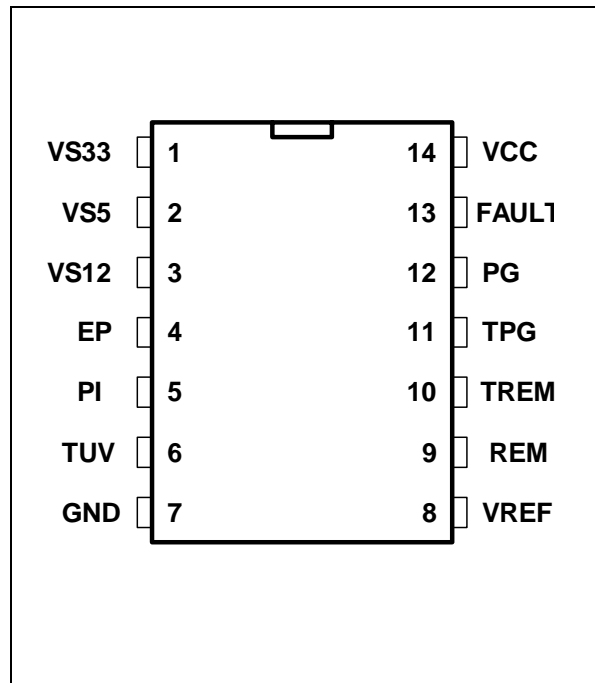 VS33 1 14 VCC
VS5 2 13 FAULT
VS12 3 12 PG
EP 4 11 TPG
PI 5 10 TREM
TUV 6 9 REM
GND 7 8 VREF